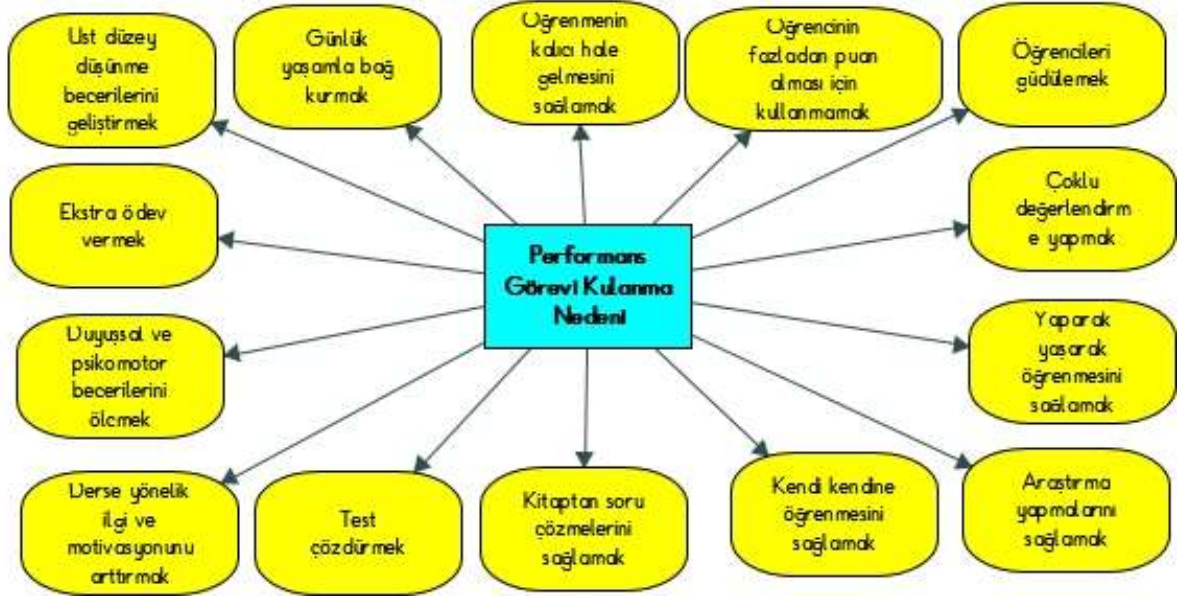 Üst düzey
düşünme
becerilerini
geliştirmek
Günlük
yaşamla bağ
kurmak
Öğrenmenin
kalıcı hale
gelmesini
sağlamak
Öğrencinin
fazladan puan
alması için
kullanmamak
Öğrencileri
güdülemek
Ekstra ödev
vermek
Performans
Görevi Kulanma
Nedeni
Çoklu
değerlendirm
e yapmak
Duyuşsal ve
psikomotor
becerilerini
ölçmek
Yaparak
yaşarak
öğrenmesini
sağlamak
Derse yönelik
ilgi ve
motivasyonunu
arttırmak
Test
çözdürmek
Kitaptan soru
çözmelerini
sağlamak
Kendi kendine
öğrenmesini
sağlamak
Araştırma
yapmalarını
sağlamak